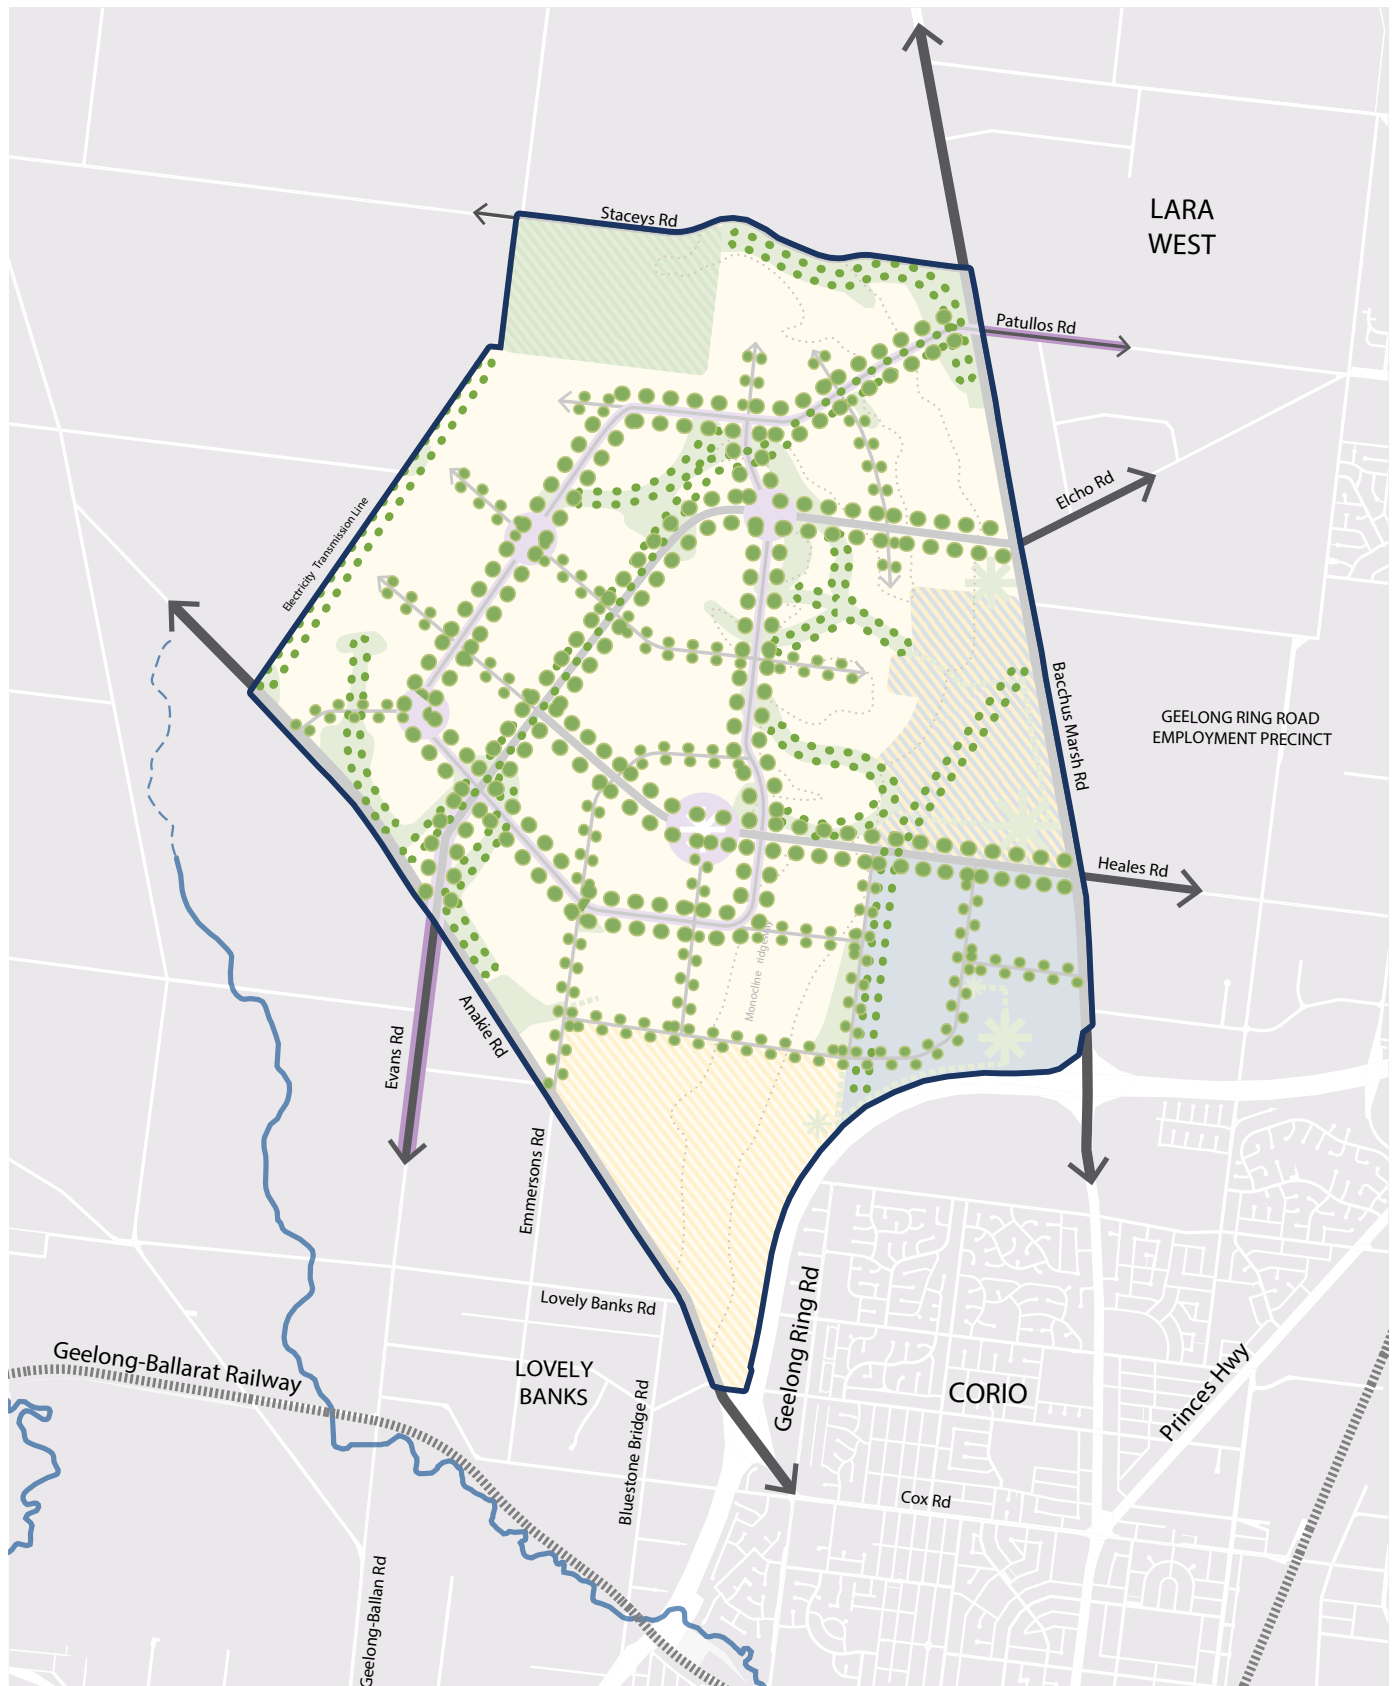 LARA
WEST
Staceys Rd
Patullos Rd
Elcho Rd
Electricity Transmission Line
Bacchus Marsh Rd
GEELONG RING ROAD
EMPLOYMENT PRECINCT
Heales Rd
Monocline ridgeway
Anakie Rd
Evans Rd
Emmersons Rd
Lovely Banks Rd
Geelong Ring Rd
Geelong-Ballarat Railway
LOVELY
BANKS
CORIO
Princes Hwy
Bluestone Bridge Rd
Cox Rd
Geelong-Ballan Rd